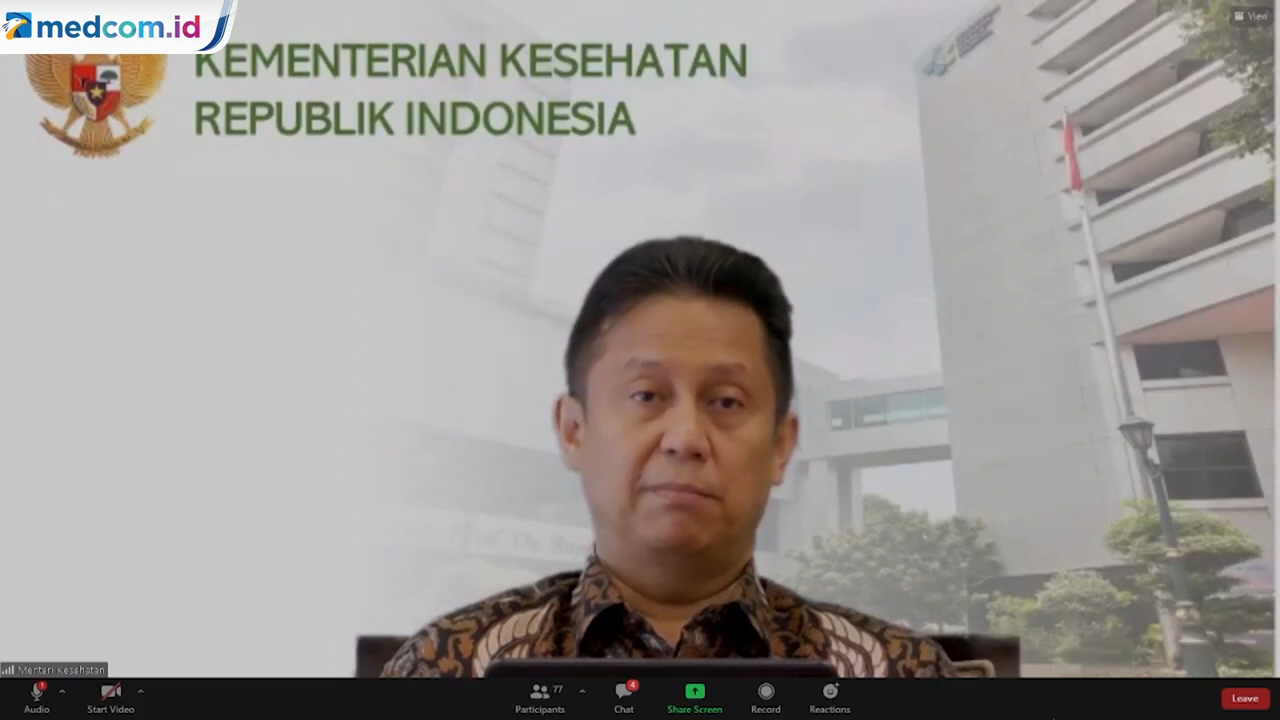 medcom.id
KEMENTERIAN KESEHATAN
REPUBLIK INDONESIA
View
Menteri Kesehatan
Audio
Start Video
Participants
77
Chat
4
Share Screen
Record
Reactions
Leave